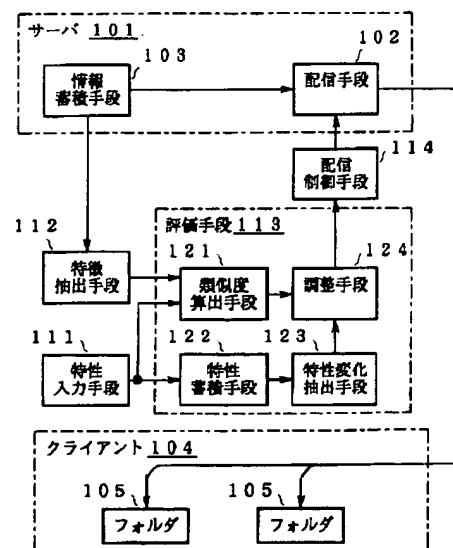 サーバ 101
102
103
情報
蓄積手段
配信手段
114
配信
制御手段
112
評価手段 113
121
124
特徴
抽出手段
類似度
算出手段
調整手段
111
122
123
特性
入力手段
特性
蓄積手段
特性変化
抽出手段
クライアント 104
105
105
フォルダ
フォルダ